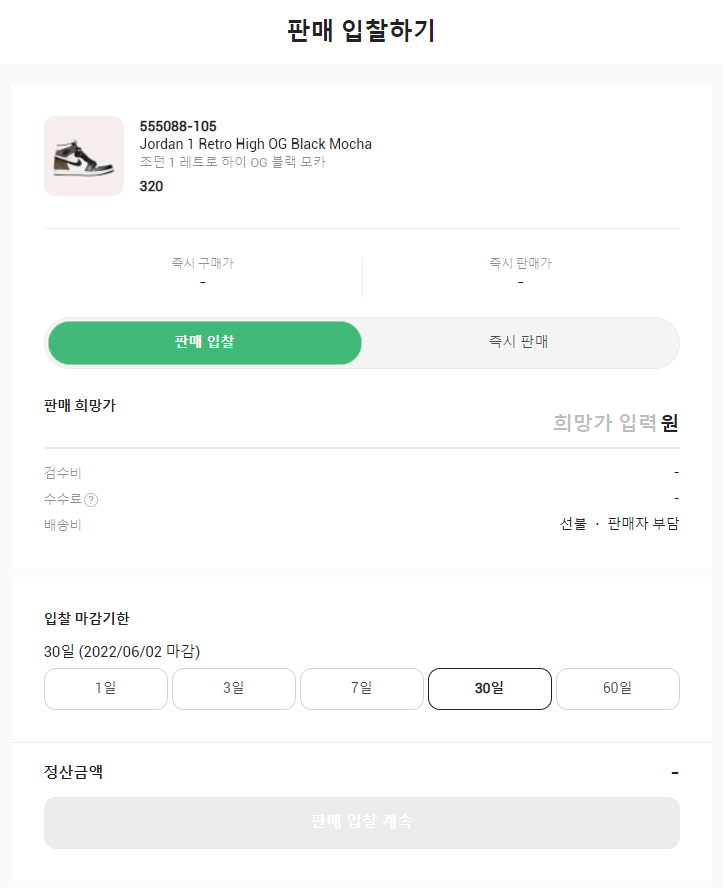 판매 입찰하기
555088-105
Jordan 1 Retro High OG Black Mocha
조던 1 레트로 하이 OG 블랙 모카
320
즉시 구매가 즉시 판매가
- -
판매 입찰 즉시 판매
판매 희망가
희망가 입력 원
검수비 -
수수료 ? -
배송비 선불 · 판매자 부담
입찰 마감기한
30일 (2022/06/02 마감)
1일 3일 7일 30일 60일
정산금액 -
판매 입찰 계속